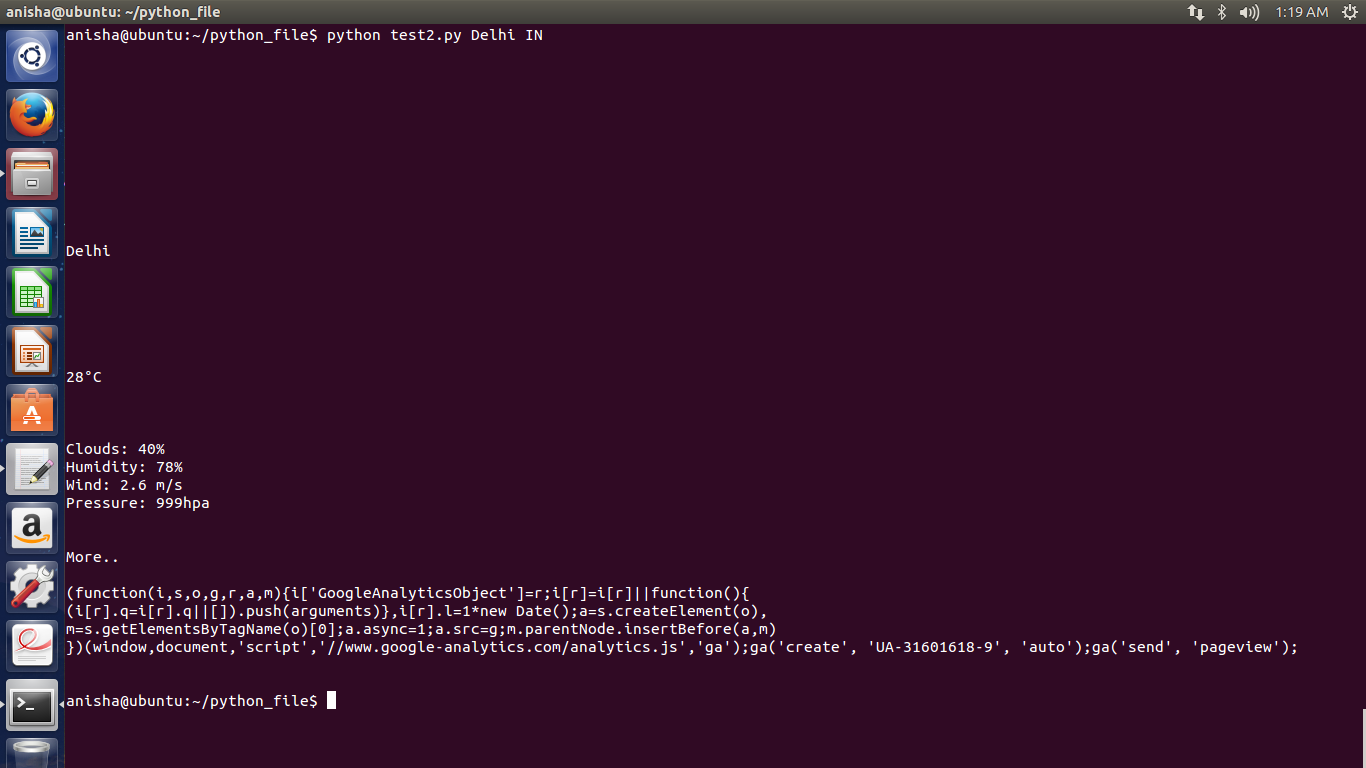 anisha@ubuntu: ~/python_file
1:19 AM
anisha@ubuntu:~/python_file$ python test2.py Delhi IN
Delhi
28°C
Clouds: 40%
Humidity: 78%
Wind: 2.6 m/s
Pressure: 999hpa
More..
(function(i,s,o,g,r,a,m){i['GoogleAnalyticsObject']=r;i[r]=i[r]||function(){
(i[r].q=i[r].q||[]).push(arguments)},i[r].l=1*new Date();a=s.createElement(o),
m=s.getElementsByTagName(o)[0];a.async=1;a.src=g;m.parentNode.insertBefore(a,m)
})(window,document,'script','//www.google-analytics.com/analytics.js','ga');ga('create', 'UA-31601618-9', 'auto');ga('send', 'pageview');
anisha@ubuntu:~/python_file$